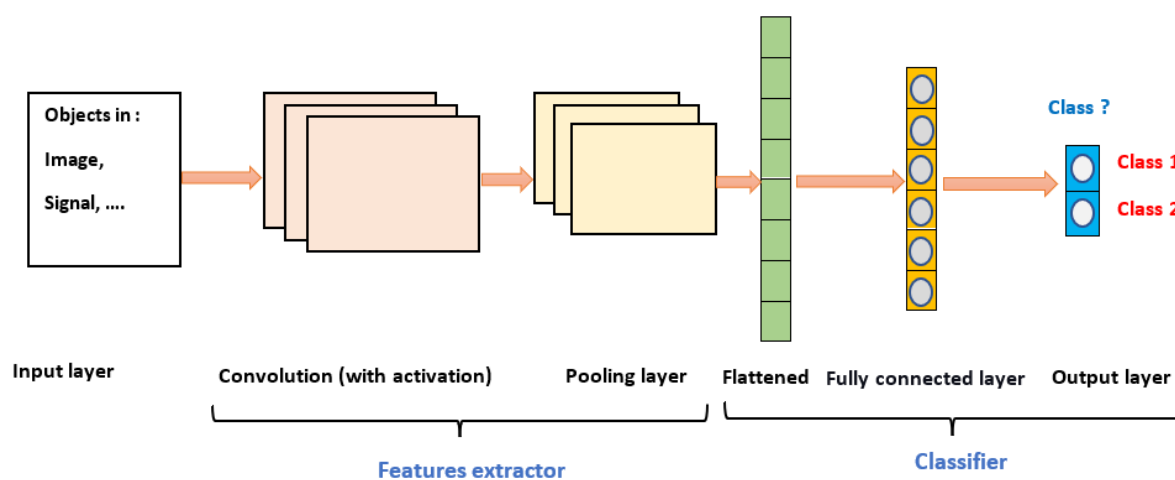 Objects in :
Image,
Signal, ....
Class ?
Class 1
Class 2
Input layer
Convolution (with activation)
Pooling layer
Flattened
Fully connected layer
Output layer
Features extractor
Classifier